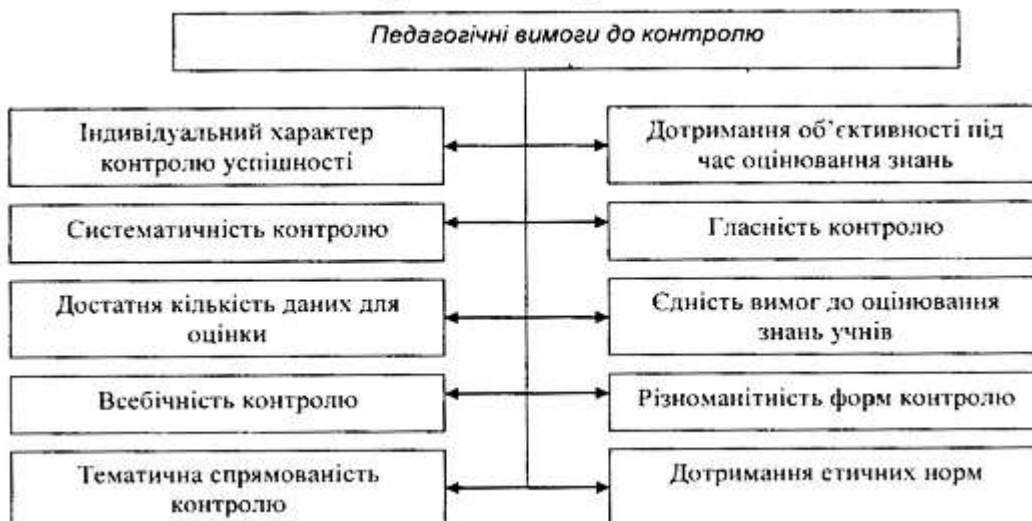 Педагогічні вимоги до контролю
Індивідуальний характер
контролю успішності
Дотримання об’єктивності під
час оцінювання знань
Систематичність контролю
Гласність контролю
Достатня кількість даних для
оцінки
Єдність вимог до оцінювання
знань учнів
Всебічність контролю
Різноманітність форм контролю
Тематична спрямованість
контролю
Дотримання етичних норм